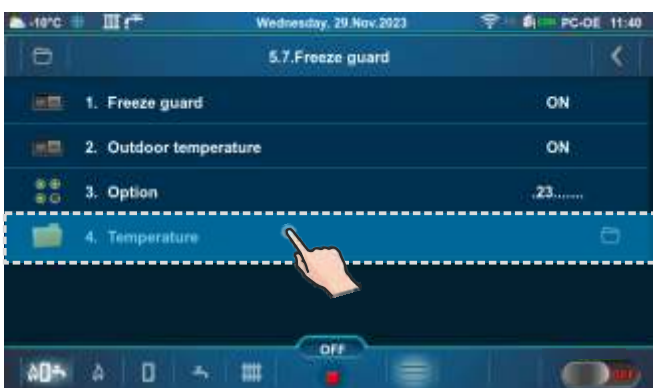 -10°C Wednesday, 29.Nov.2023 PC-OE 11:40
5.7.Freeze guard
1. Freeze guard ON
2. Outdoor temperature ON
3. Option .23.......
4. Temperature
OFF
OFF